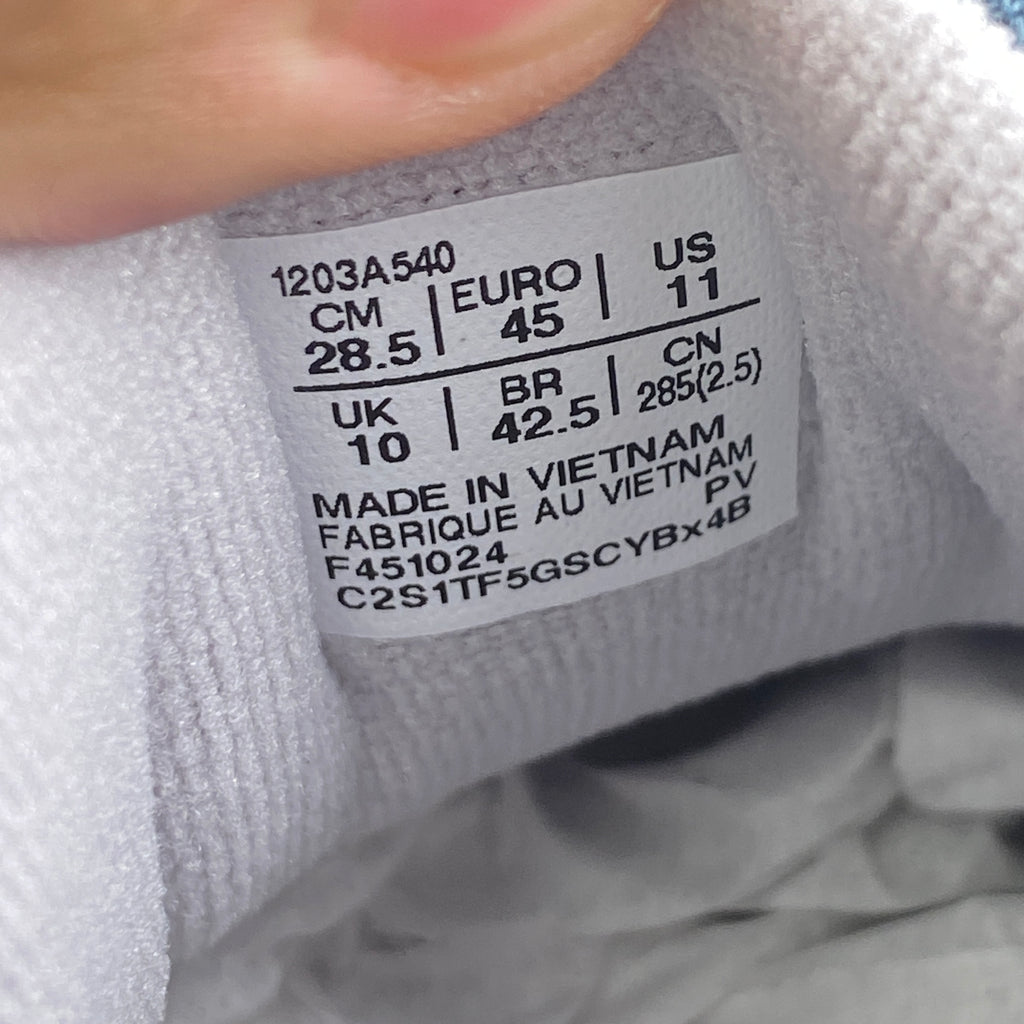 1203A540
CM | EURO | US
28.5 | 45 | 11
UK | BR | CN
10 | 42.5 | 285(2.5)
MADE IN VIETNAM
FABRIQUE AU VIETNAM
F451024 PV
C2S1TF5GSCYBx4B